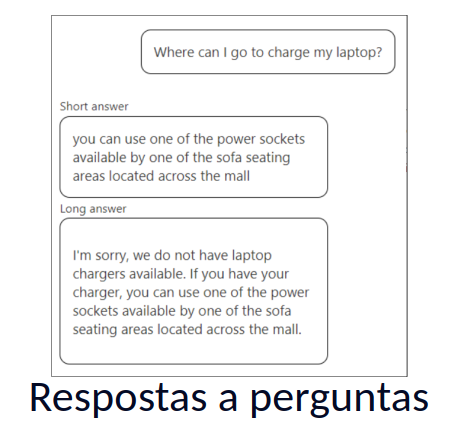 Where can I go to charge my laptop?
Short answer
you can use one of the power sockets
available by one of the sofa seating
areas located across the mall
Long answer
I'm sorry, we do not have laptop
chargers available. If you have your
charger, you can use one of the power
sockets available by one of the sofa
seating areas located across the mall.
Respostas a perguntas